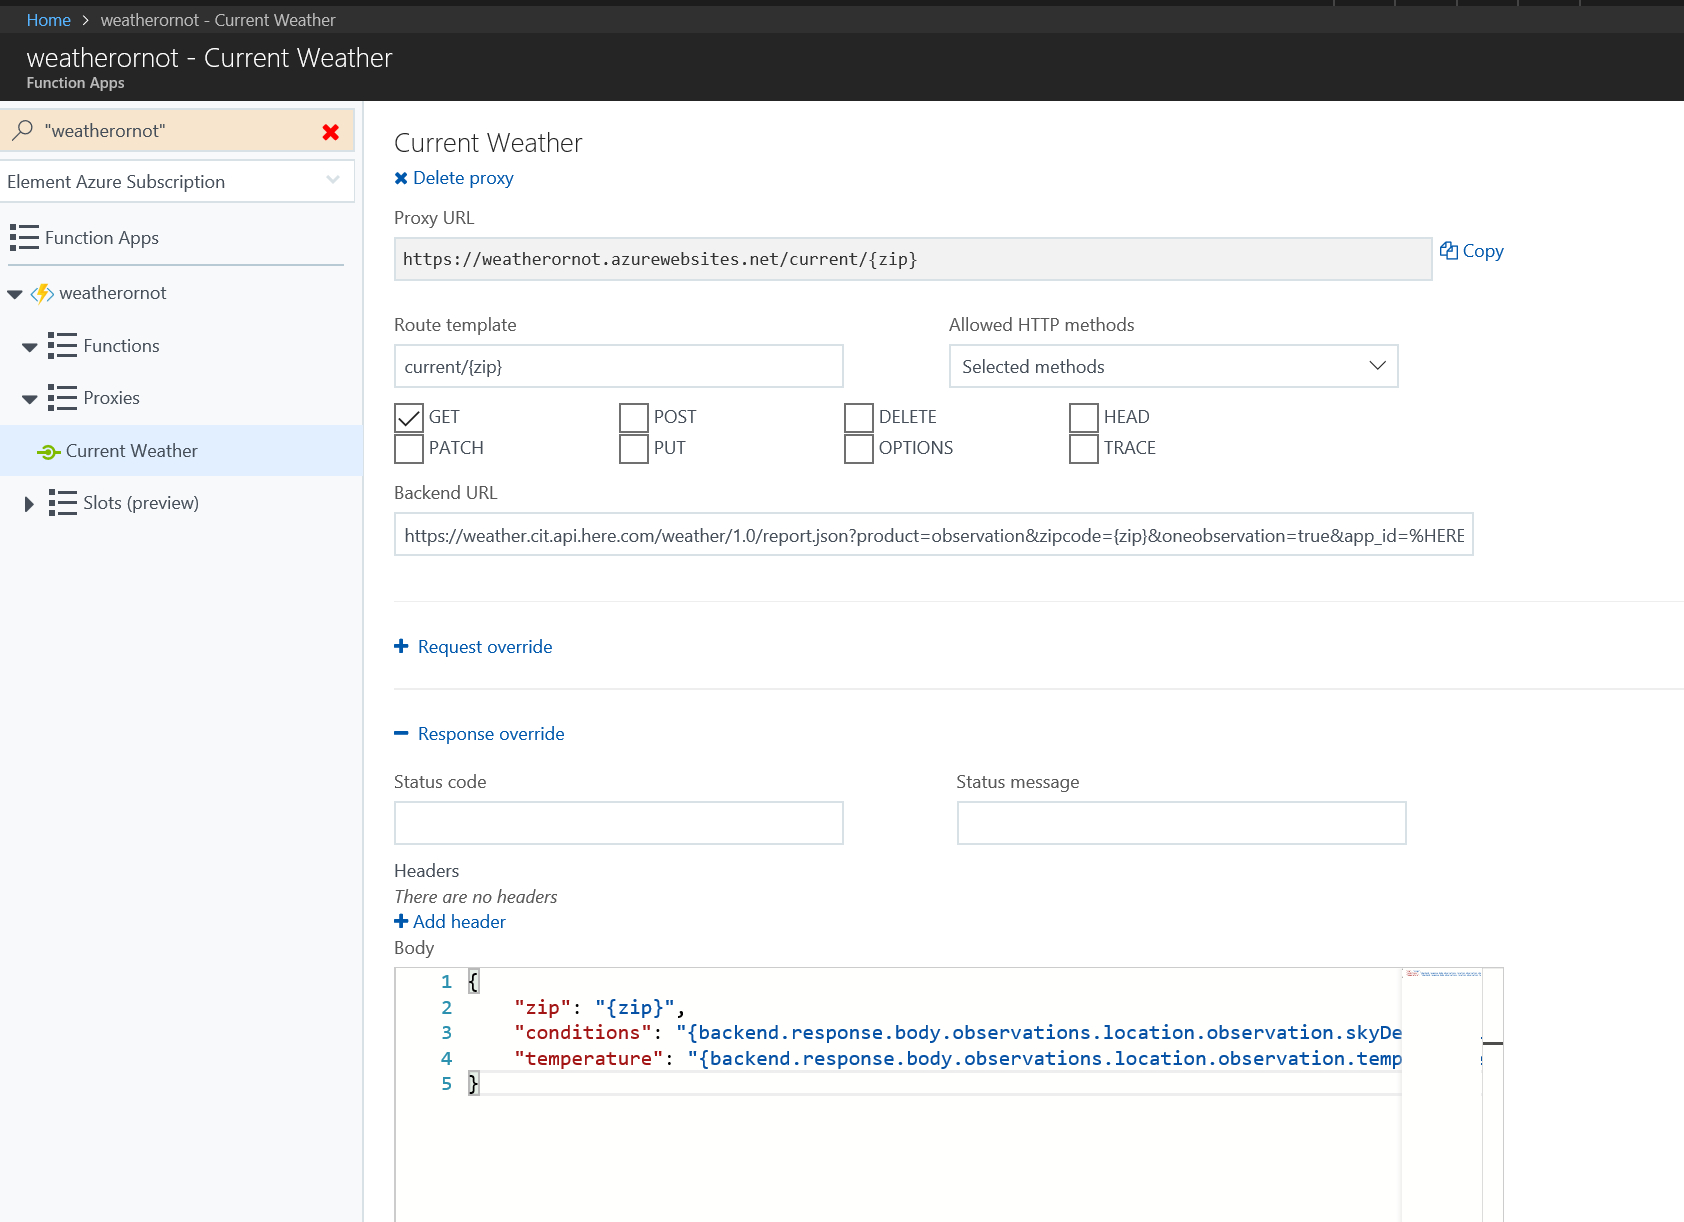 Home > weatherornot - Current Weather
weatherornot - Current Weather
Function Apps
"weatherornot"
Element Azure Subscription
Function Apps
weatherornot
Functions
Proxies
Current Weather
Slots (preview)
Current Weather
Delete proxy
Proxy URL
https://weatherornot.azurewebsites.net/current/{zip}
Copy
Route template
Allowed HTTP methods
current/{zip}
Selected methods
GET POST DELETE HEAD
PATCH PUT OPTIONS TRACE
Backend URL
https://weather.cit.api.here.com/weather/1.0/report.json?product=observation&zipcode={zip}&oneobservation=true&app_id=%HERE
Request override
Response override
Status code
Status message
Headers
There are no headers
Add header
Body
1 {
2 "zip": "{zip}",
3 "conditions": "{backend.response.body.observations.location.observation.skyDe
4 "temperature": "{backend.response.body.observations.location.observation.temp
5 }